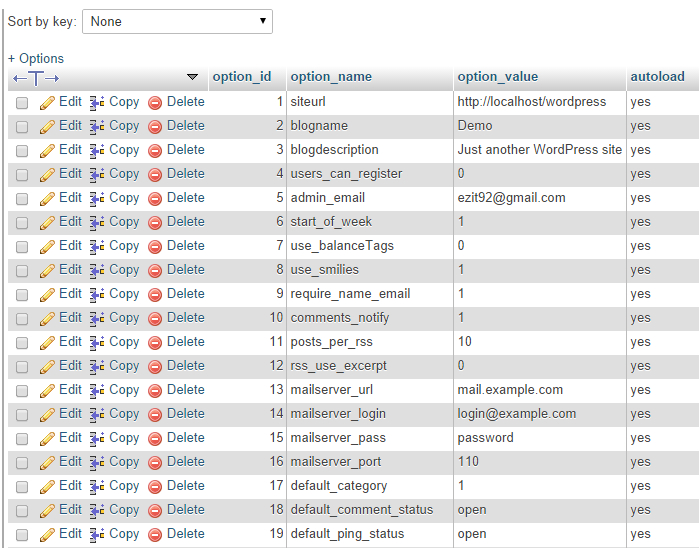 Sort by key: None
+ Options
option_id option_name option_value autoload
Edit Copy Delete 1 siteurl http://localhost/wordpress yes
Edit Copy Delete 2 blogname Demo yes
Edit Copy Delete 3 blogdescription Just another WordPress site yes
Edit Copy Delete 4 users_can_register 0 yes
Edit Copy Delete 5 admin_email ezit92@gmail.com yes
Edit Copy Delete 6 start_of_week 1 yes
Edit Copy Delete 7 use_balanceTags 0 yes
Edit Copy Delete 8 use_smilies 1 yes
Edit Copy Delete 9 require_name_email 1 yes
Edit Copy Delete 10 comments_notify 1 yes
Edit Copy Delete 11 posts_per_rss 10 yes
Edit Copy Delete 12 rss_use_excerpt 0 yes
Edit Copy Delete 13 mailserver_url mail.example.com yes
Edit Copy Delete 14 mailserver_login login@example.com yes
Edit Copy Delete 15 mailserver_pass password yes
Edit Copy Delete 16 mailserver_port 110 yes
Edit Copy Delete 17 default_category 1 yes
Edit Copy Delete 18 default_comment_status open yes
Edit Copy Delete 19 default_ping_status open yes